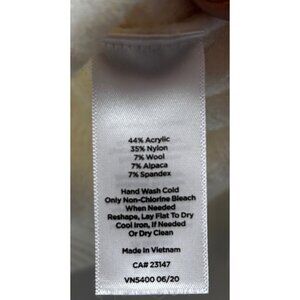 44% Acrylic
35% Nylon
7% Wool
7% Alpaca
7% Spandex
Hand Wash Cold
Only Non-Chlorine Bleach
When Needed
Reshape, Lay Flat To Dry
Cool Iron, If Needed
Or Dry Clean
Made In Vietnam
CA# 23147
VN5400 06/20